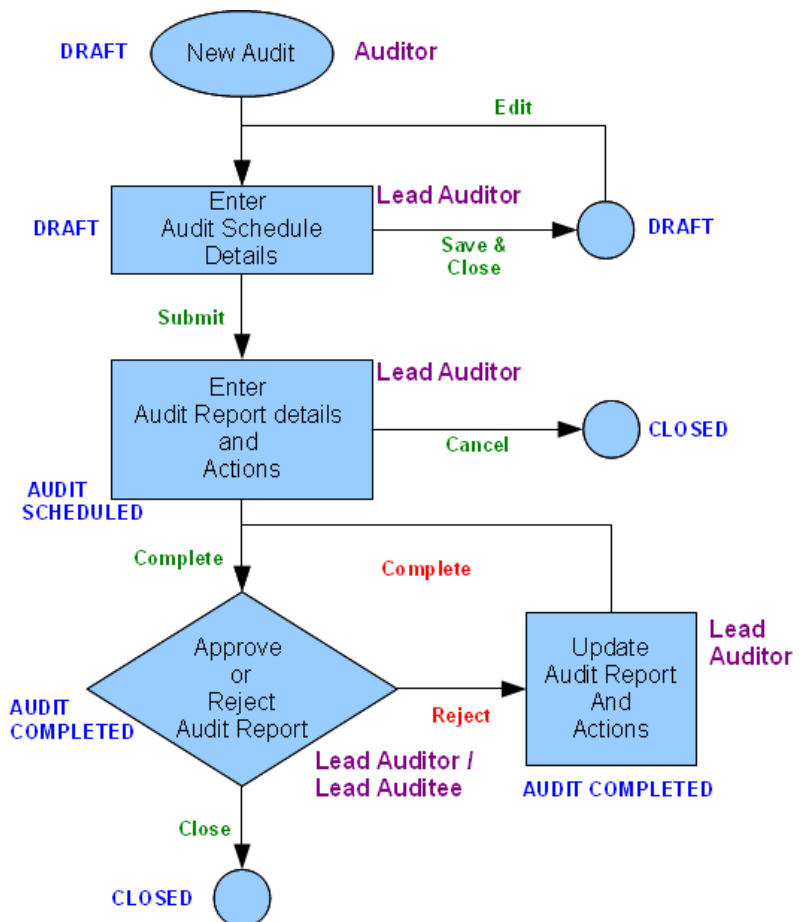 DRAFT
New Audit
Auditor
Edit
Enter
Audit Schedule
Details
Lead Auditor
DRAFT
Save &
Close
DRAFT
Submit
Enter
Audit Report details
and
Actions
Lead Auditor
Cancel
CLOSED
AUDIT
SCHEDULED
Complete
Complete
Approve
or
Reject
Audit Report
AUDIT
COMPLETED
Reject
Update
Audit Report
And
Actions
Lead
Auditor
Lead Auditor /
Lead Auditee
AUDIT COMPLETED
Close
CLOSED